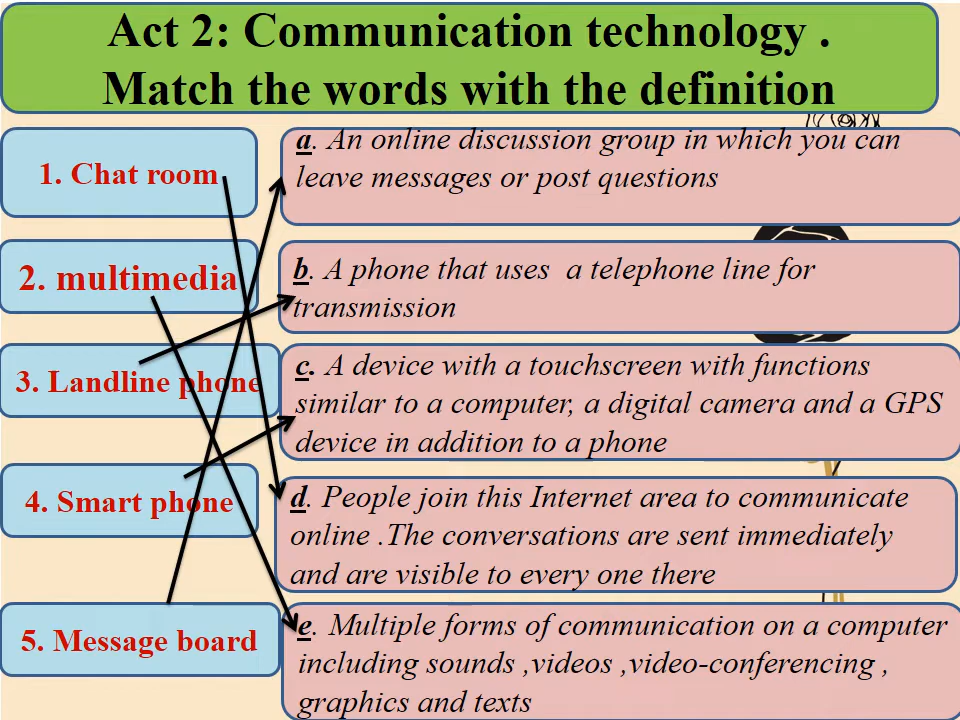 Act 2: Communication technology .
Match the words with the definition
1. Chat room
a. An online discussion group in which you can
leave messages or post questions
2. multimedia
b. A phone that uses  a telephone line for
transmission
3. Landline phone
c. A device with a touchscreen with functions
similar to a computer, a digital camera and a GPS
device in addition to a phone
4. Smart phone
d. People join this Internet area to communicate
online .The conversations are sent immediately
and are visible to every one there
5. Message board
e. Multiple forms of communication on a computer
including sounds ,videos ,video-conferencing ,
graphics and texts